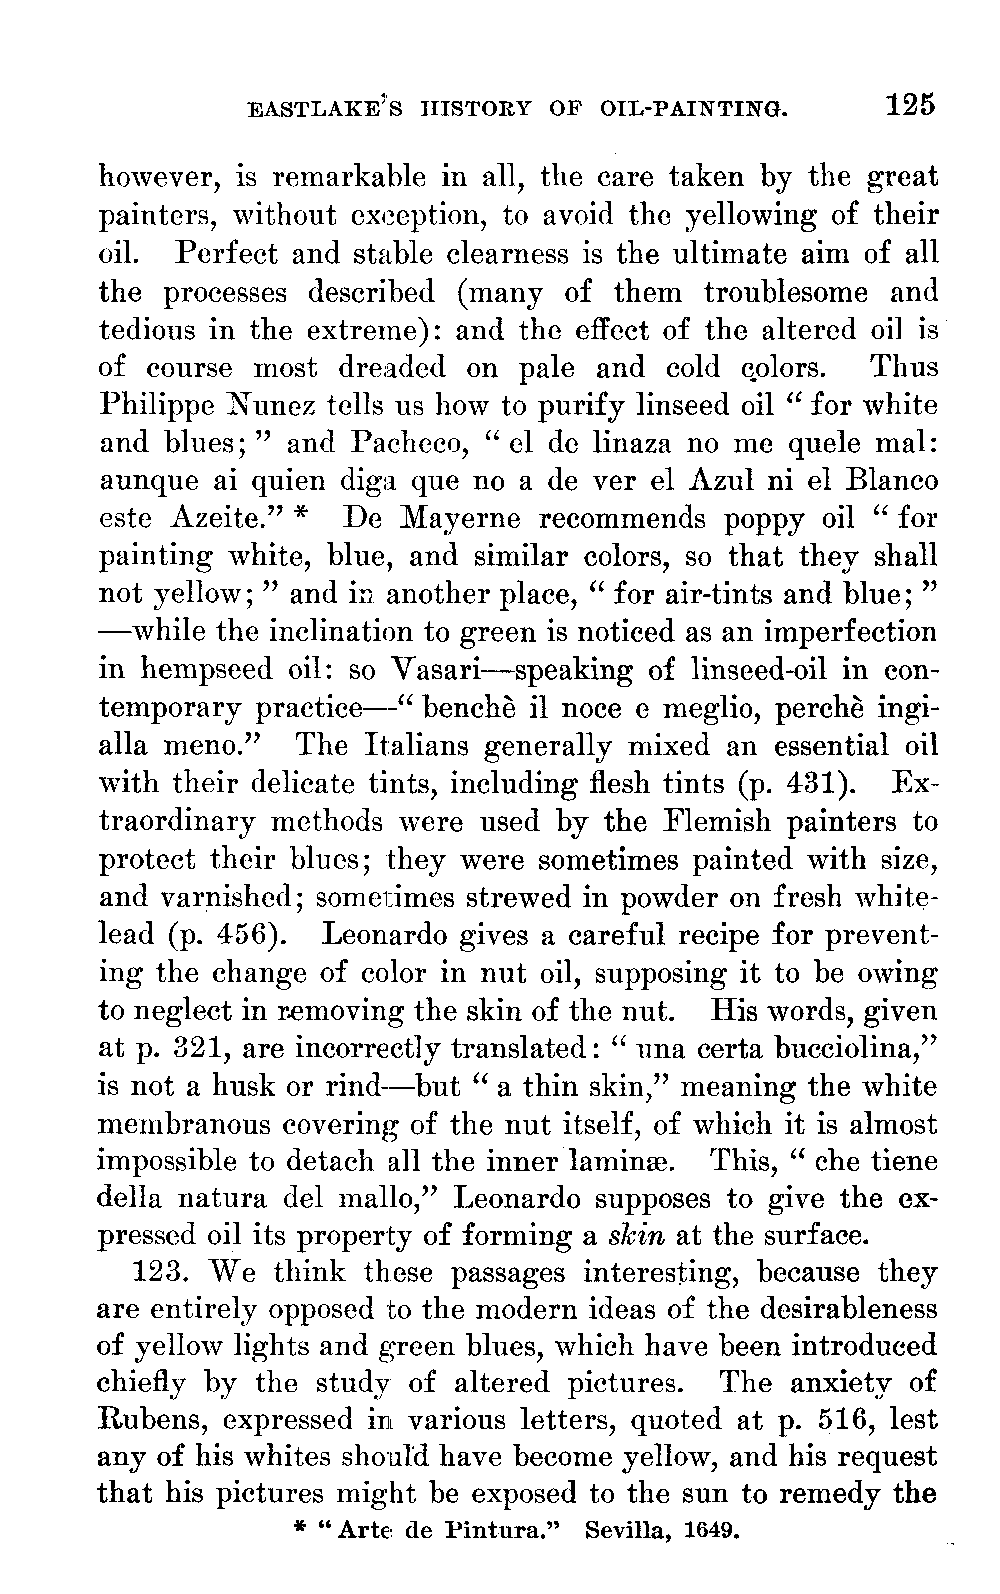 EASTLAKE'S HISTORY OF OIL-PAINTING. 125
however, is remarkable in all, the care taken by the great
painters, without exception, to avoid the yellowing of their
oil. Perfect and stable clearness is the ultimate aim of all
the processes described (many of them troublesome and
tedious in the extreme): and the effect of the altered oil is
of course most dreaded on pale and cold colors. Thus
Philippe Nunez tells us how to purify linseed oil “ for white
and blues; ” and Pacheco, “ el de linaza no me quele mal:
aunque ai quien diga que no a de ver el Azul ni el Blanco
este Azeite.” * De Mayerne recommends poppy oil “ for
painting white, blue, and similar colors, so that they shall
not yellow; ” and in another place, “ for air-tints and blue; ”
—while the inclination to green is noticed as an imperfection
in hempseed oil: so Vasari—speaking of linseed-oil in con-
temporary practice—“ benchè il noce e meglio, perchè ingi-
alla meno.” The Italians generally mixed an essential oil
with their delicate tints, including flesh tints (p. 431). Ex-
traordinary methods were used by the Flemish painters to
protect their blues; they were sometimes painted with size,
and varnished; sometimes strewed in powder on fresh white-
lead (p. 456). Leonardo gives a careful recipe for prevent-
ing the change of color in nut oil, supposing it to be owing
to neglect in removing the skin of the nut. His words, given
at p. 321, are incorrectly translated: “ una certa bucciolina,”
is not a husk or rind—but “ a thin skin,” meaning the white
membranous covering of the nut itself, of which it is almost
impossible to detach all the inner laminæ. This, “ che tiene
della natura del mallo,” Leonardo supposes to give the ex-
pressed oil its property of forming a skin at the surface.
123. We think these passages interesting, because they
are entirely opposed to the modern ideas of the desirableness
of yellow lights and green blues, which have been introduced
chiefly by the study of altered pictures. The anxiety of
Rubens, expressed in various letters, quoted at p. 516, lest
any of his whites should have become yellow, and his request
that his pictures might be exposed to the sun to remedy the
* “ Arte de Pintura.” Sevilla, 1649.